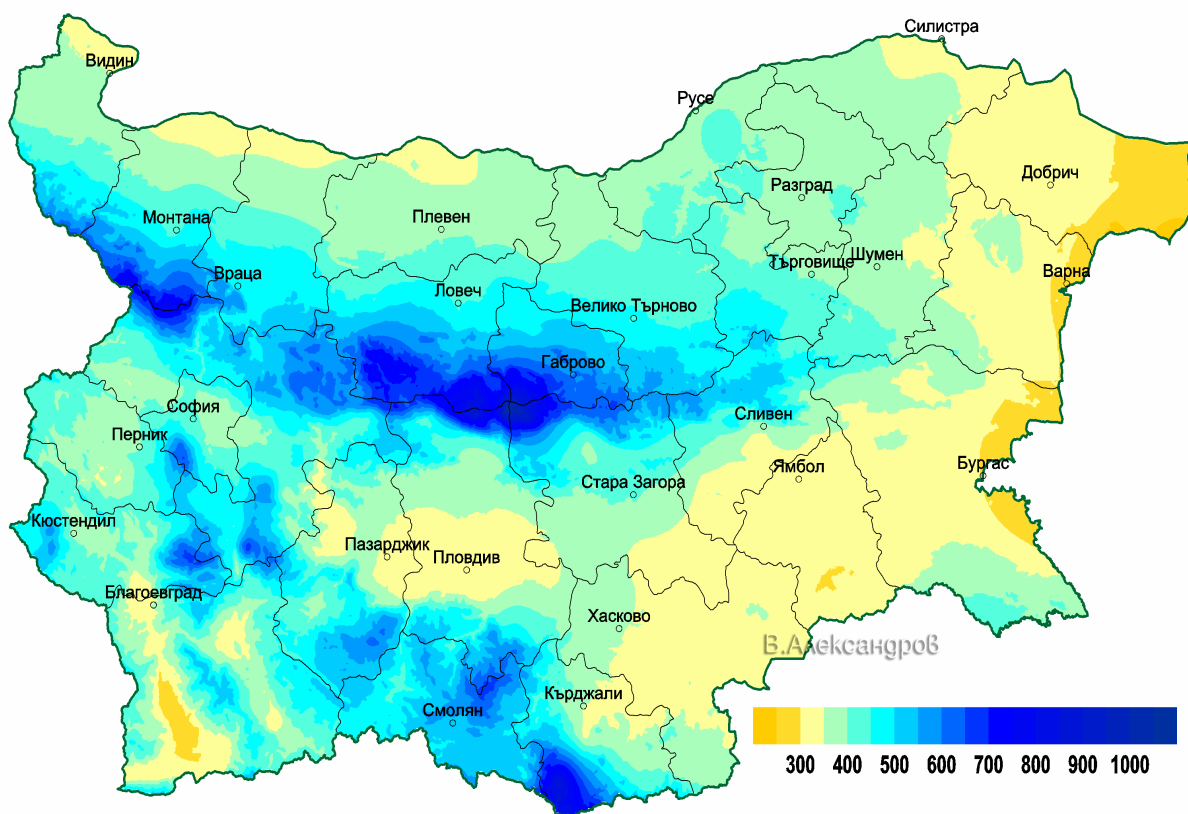 Силистра
Видин
Русе
Добрич
Разград
Монтана
Плевен
Шумен
Търговище
Варна
Враца
Ловеч
Велико Търново
Габрово
София
Сливен
Перник
Бургас
Ямбол
Стара Загора
Кюстендил
Пазарджик
Пловдив
Благоевград
Хасково
В.Александров
Кърджали
Смолян
300 400 500 600 700 800 900 1000